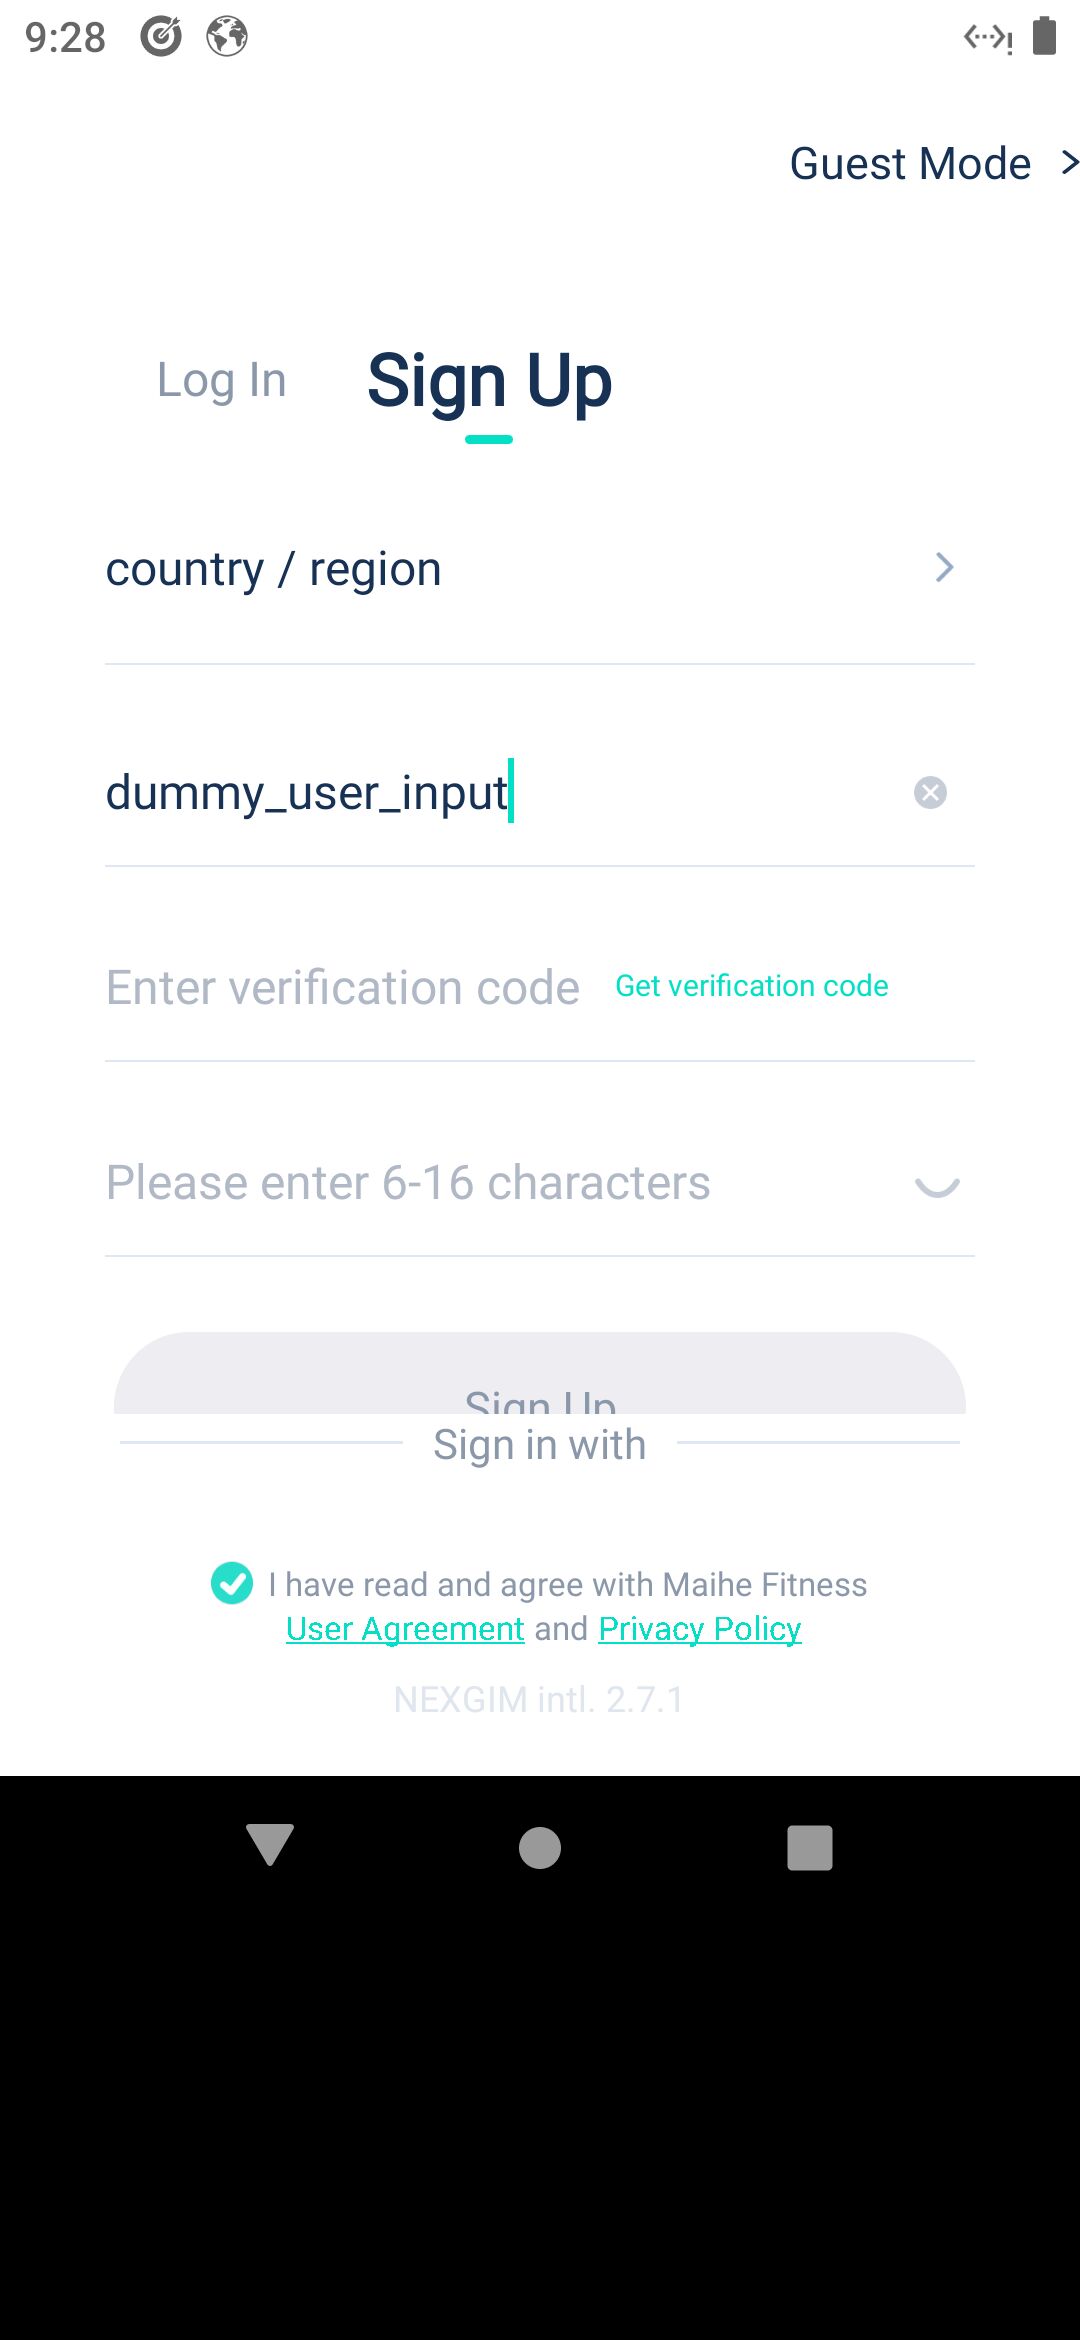 9:28
Guest Mode
Log In Sign Up
country / region
dummy_user_input
Enter verification code Get verification code
Please enter 6-16 characters
Sign Up
Sign in with
I have read and agree with Maihe Fitness
User Agreement and Privacy Policy
NEXGIM intl. 2.7.1